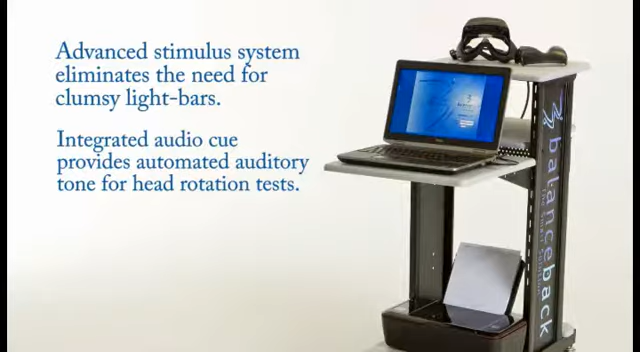 Advanced stimulus system
eliminates the need for
clumsy light-bars.
Integrated audio cue
provides automated auditory
tone for head rotation tests.
balanceback